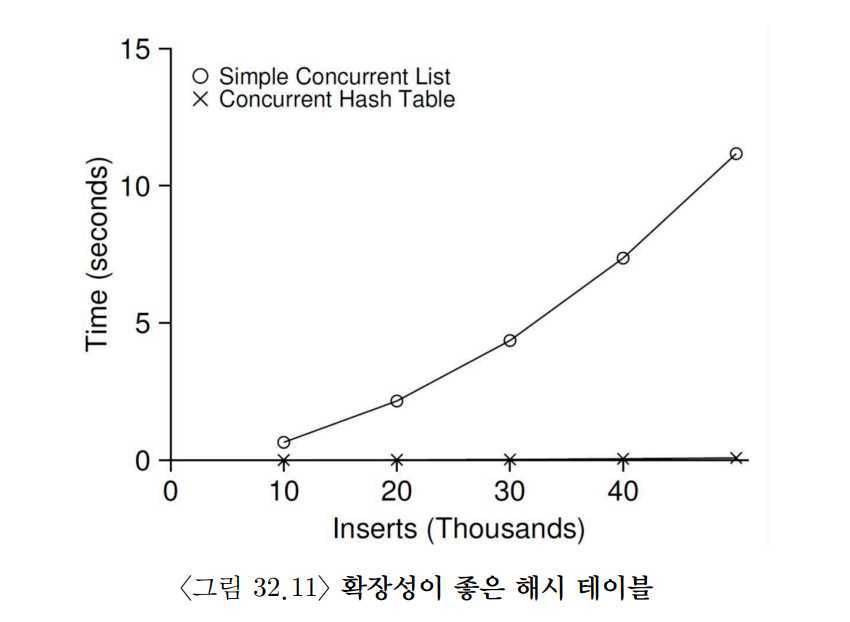 15
Simple Concurrent List
Concurrent Hash Table
10
Time (seconds)
5
0
0 10 20 30 40
Inserts (Thousands)
〈그림 32.11〉 확장성이 좋은 해시 테이블